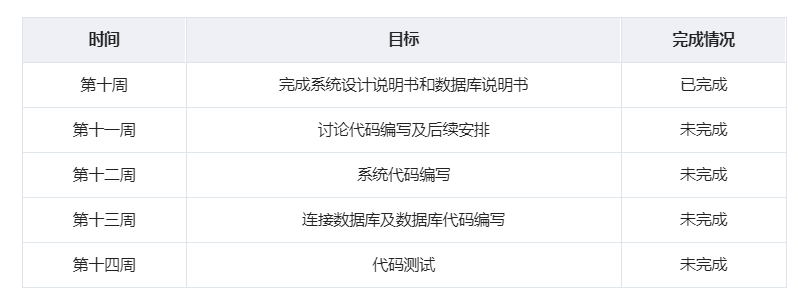 时间 目标 完成情况
第十周 完成系统设计说明书和数据库说明书 已完成
第十一周 讨论代码编写及后续安排 未完成
第十二周 系统代码编写 未完成
第十三周 连接数据库及数据库代码编写 未完成
第十四周 代码测试 未完成